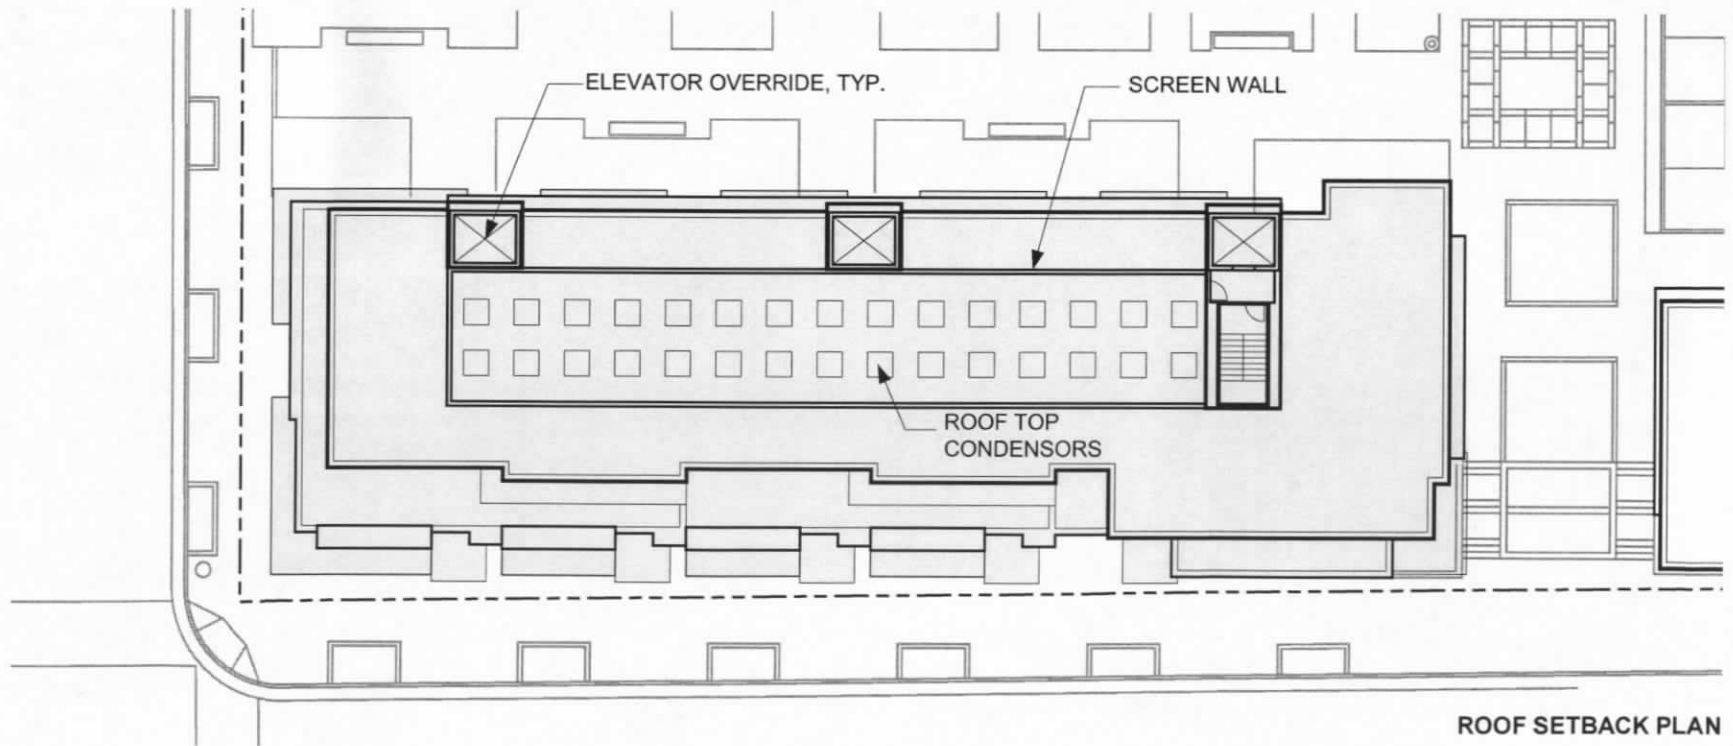 ELEVATOR OVERRIDE, TYP.
SCREEN WALL
ROOF TOP
CONDENSORS
ROOF SETBACK PLAN